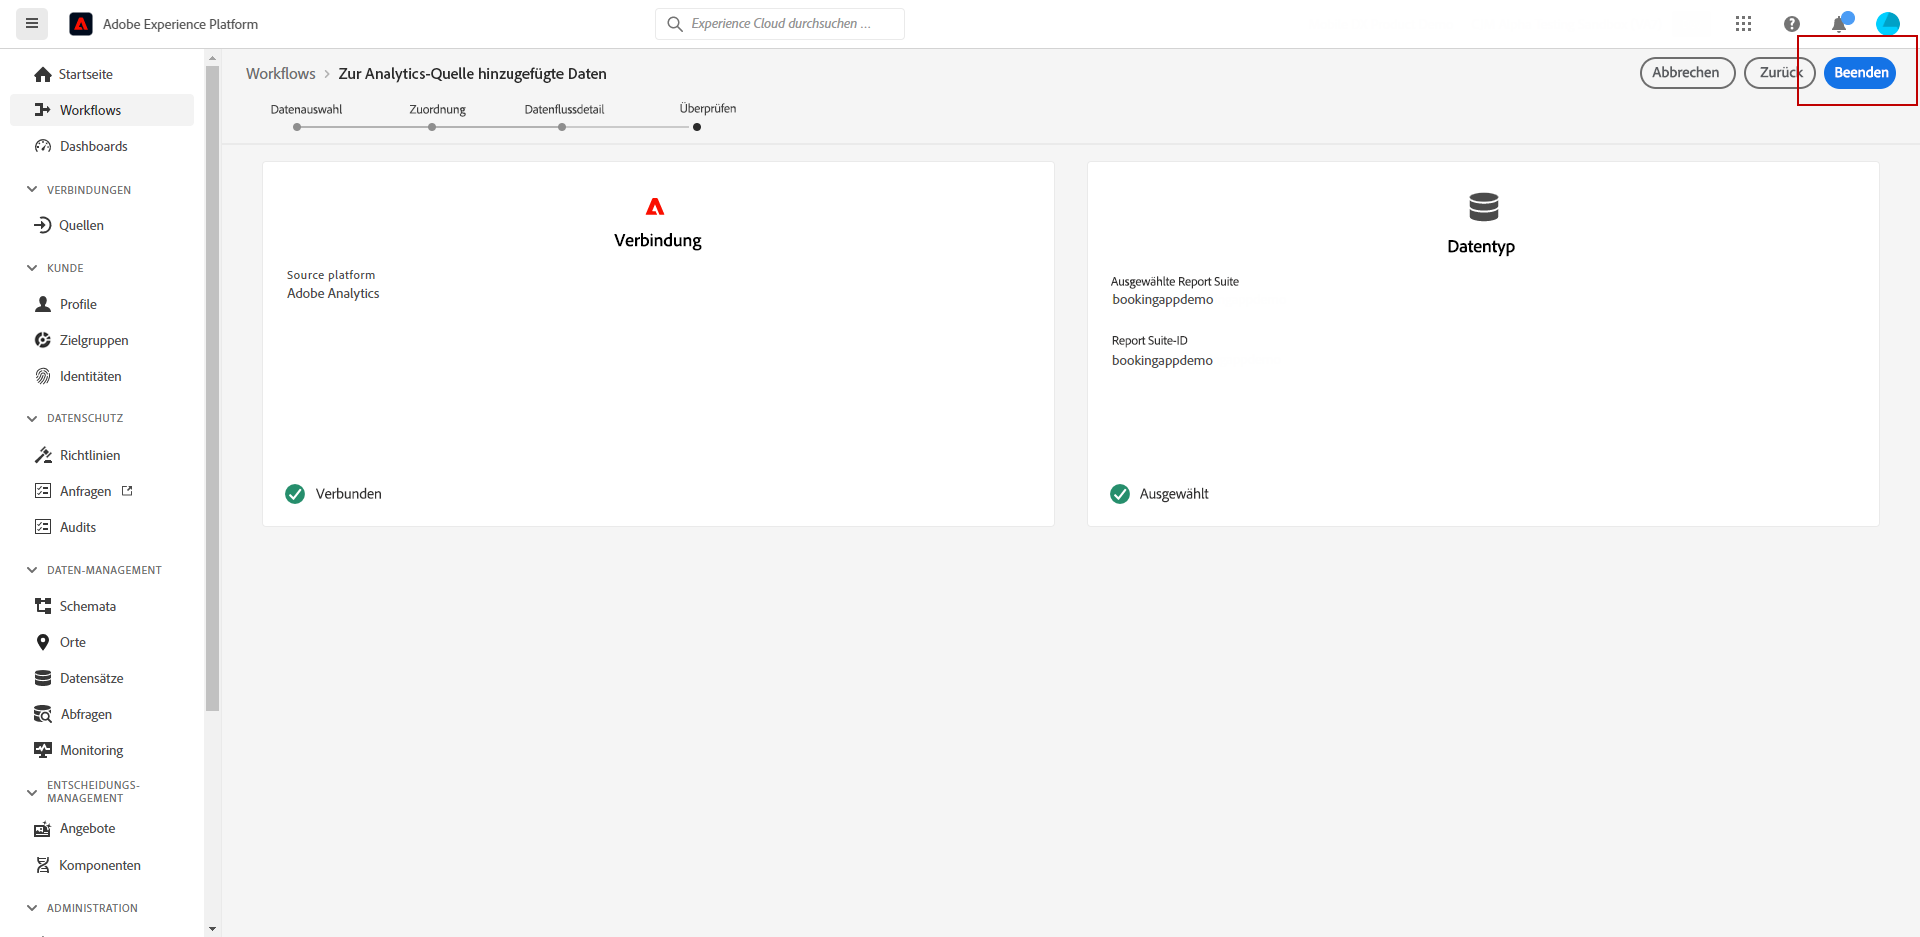 Adobe Experience Platform
Experience Cloud durchsuchen ...
Startseite
Workflows
Dashboards
VERBINDUNGEN
Quellen
KUNDE
Profile
Zielgruppen
Identitäten
DATENSCHUTZ
Richtlinien
Anfragen
Audits
DATEN-MANAGEMENT
Schemata
Orte
Datensätze
Abfragen
Monitoring
ENTSCHEIDUNGS-
MANAGEMENT
Angebote
Komponenten
ADMINISTRATION
Workflows > Zur Analytics-Quelle hinzugefügte Daten
Abbrechen Zurück Beenden
Datenauswahl Zuordnung Datenflussdetail Überprüfen
Verbindung
Source platform
Adobe Analytics
Verbunden
Datentyp
Ausgewählte Report Suite
bookingappdemo
Report Suite-ID
bookingappdemo
Ausgewählt